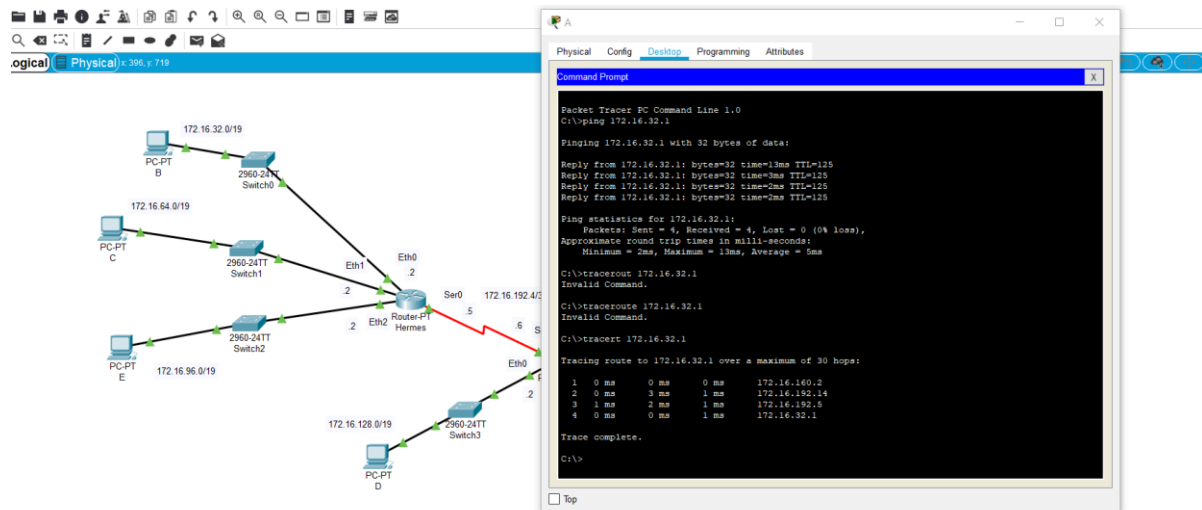 A
Physical Config Desktop Programming Attributes
Logical Physical x: 396, y: 719
Command Prompt X
Packet Tracer PC Command Line 1.0
C:\>ping 172.16.32.1
Pinging 172.16.32.1 with 32 bytes of data:
Reply from 172.16.32.1: bytes=32 time=13ms TTL=125
Reply from 172.16.32.1: bytes=32 time=3ms TTL=125
Reply from 172.16.32.1: bytes=32 time=2ms TTL=125
Reply from 172.16.32.1: bytes=32 time=2ms TTL=125
Ping statistics for 172.16.32.1:
Packets: Sent = 4, Received = 4, Lost = 0 (0% loss),
Approximate round trip times in milli-seconds:
Minimum = 2ms, Maximum = 13ms, Average = 5ms
C:\>tracerout 172.16.32.1
Invalid Command.
C:\>traceroute 172.16.32.1
Invalid Command.
C:\>tracert 172.16.32.1
Tracing route to 172.16.32.1 over a maximum of 30 hops:
1 0 ms 0 ms 0 ms 172.16.160.2
2 0 ms 3 ms 1 ms 172.16.192.14
3 1 ms 2 ms 1 ms 172.16.192.5
4 0 ms 0 ms 1 ms 172.16.32.1
Trace complete.
C:\>
Top
172.16.32.0/19
PC-PT
B
2960-24TT
Switch0
172.16.64.0/19
PC-PT
C
2960-24TT
Switch1
Eth1
Eth0
.2
.2
.2
Eth2
Router-PT
Hermes
Ser0
.5
172.16.192.4/3
.6
S
2960-24TT
Switch2
PC-PT
E
172.16.96.0/19
Eth0
.2
172.16.128.0/19
2960-24TT
Switch3
PC-PT
D